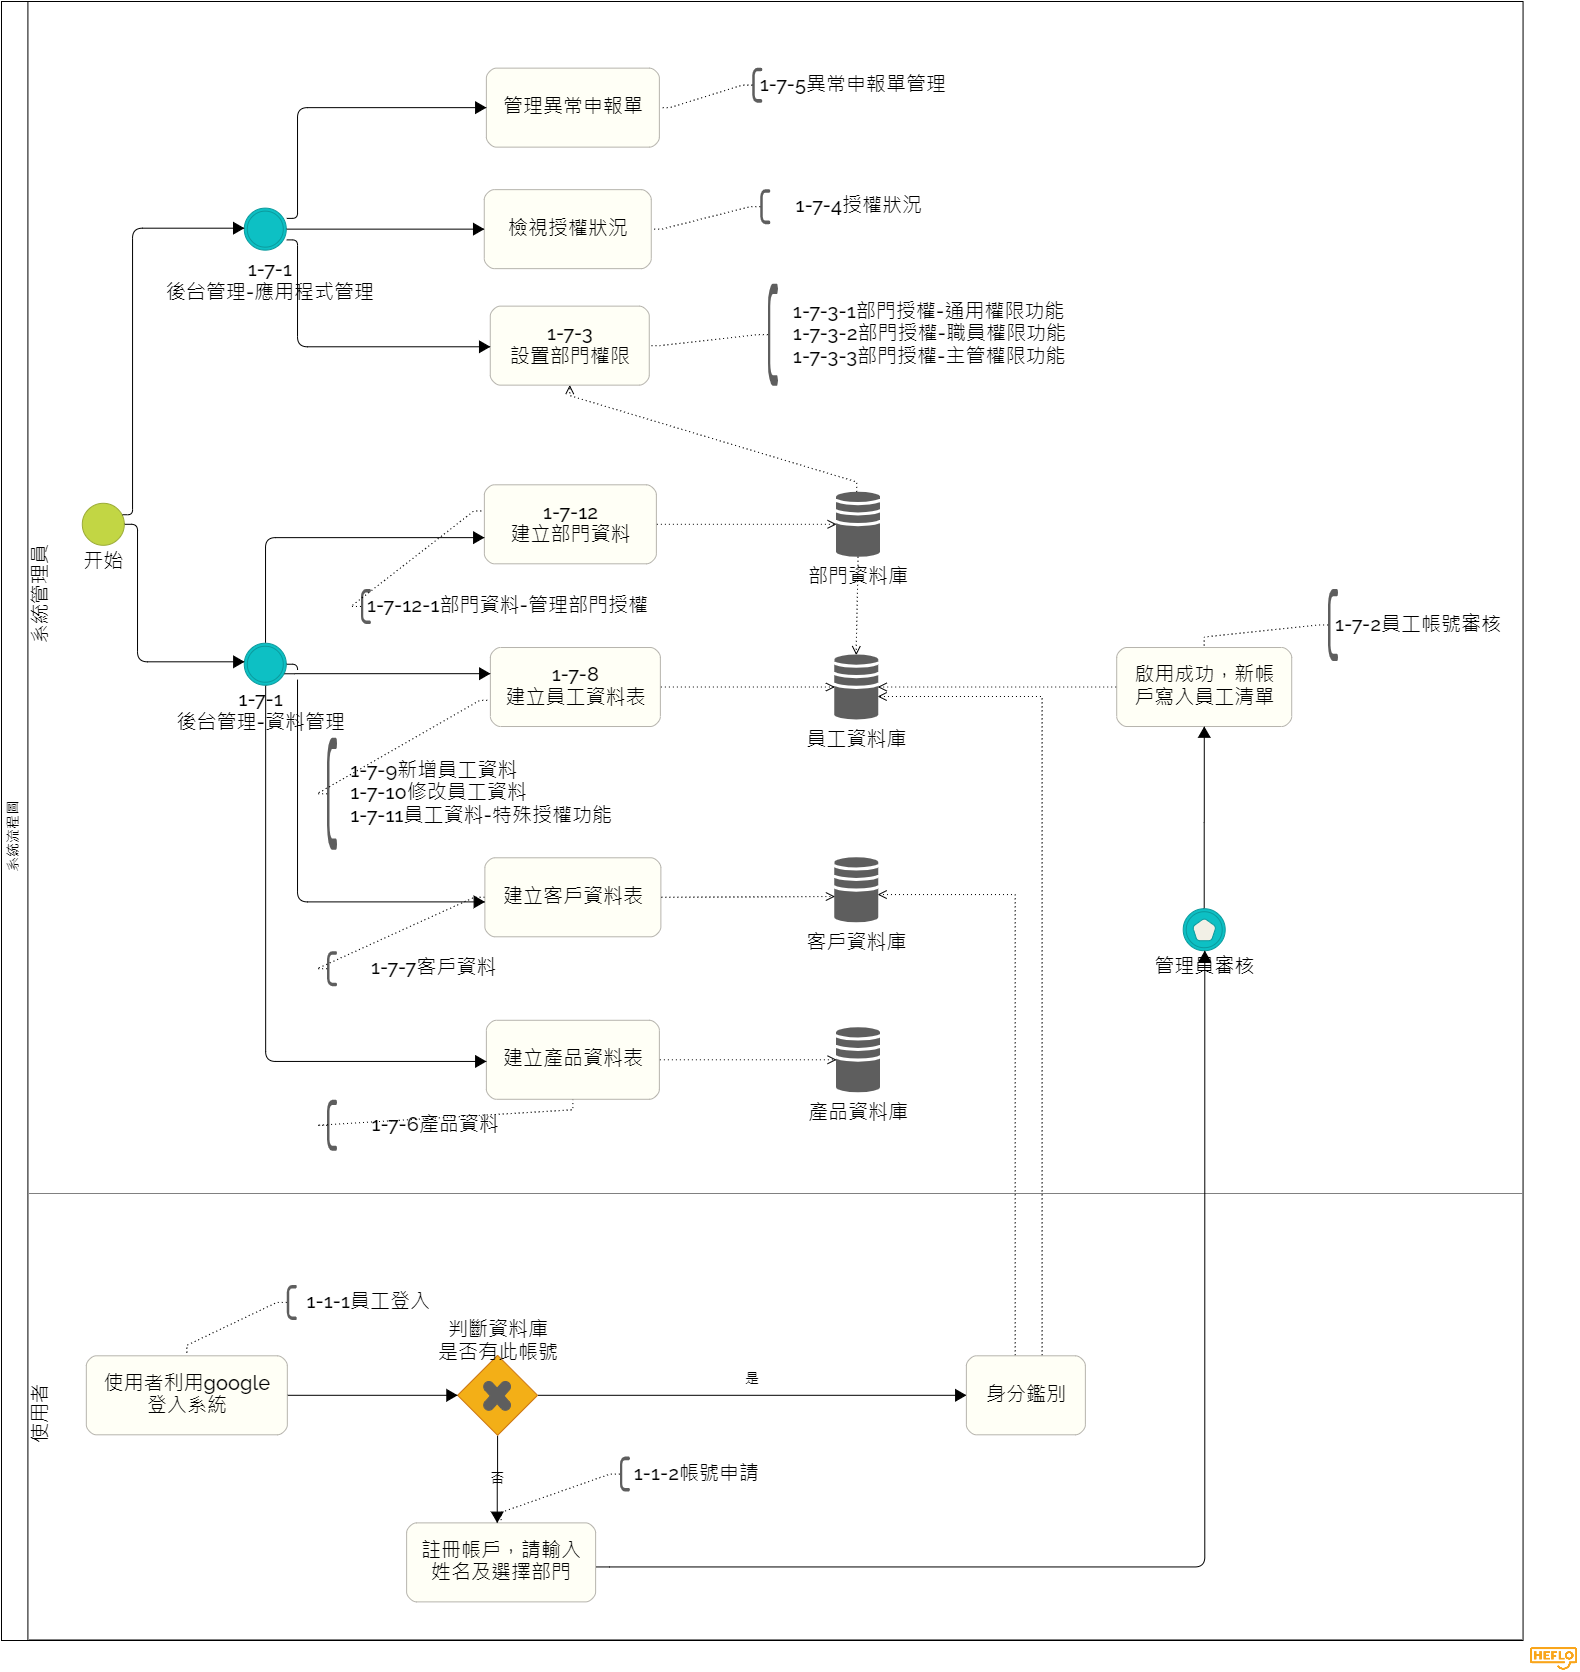 系統流程圖
系統管理員
管理異常申報單
1-7-5異常申報單管理
檢視授權狀況
1-7-4授權狀況
1-7-1
後台管理-應用程式管理
1-7-3
設置部門權限
1-7-3-1部門授權-通用權限功能
1-7-3-2部門授權-職員權限功能
1-7-3-3部門授權-主管權限功能
开始
1-7-12
建立部門資料
部門資料庫
1-7-12-1部門資料-管理部門授權
1-7-2員工帳號審核
1-7-1
後台管理-資料管理
1-7-8
建立員工資料表
員工資料庫
啟用成功，新帳
戶寫入員工清單
1-7-9新增員工資料
1-7-10修改員工資料
1-7-11員工資料-特殊授權功能
建立客戶資料表
客戶資料庫
1-7-7客戶資料
管理員審核
建立產品資料表
產品資料庫
1-7-6產品資料
使用者
1-1-1員工登入
判斷資料庫
是否有此帳號
使用者利用google
登入系統
是
身分鑑別
否
1-1-2帳號申請
註冊帳戶，請輸入
姓名及選擇部門
HEFLO